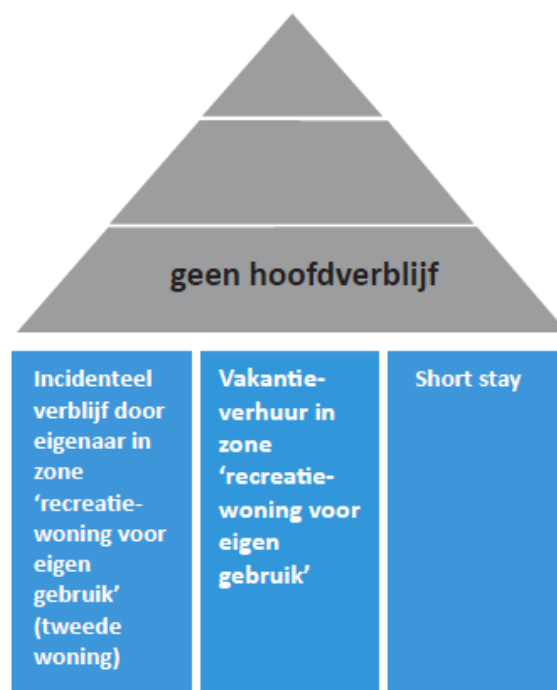 geen hoofdverblijf
Incidenteel
verblijf door
eigenaar in
zone
‘recreatie-
woning voor
eigen
gebruik’
(tweede
woning)
Vakantie-
verhuur in
zone
‘recreatie-
woning voor
eigen
gebruik’
Short stay